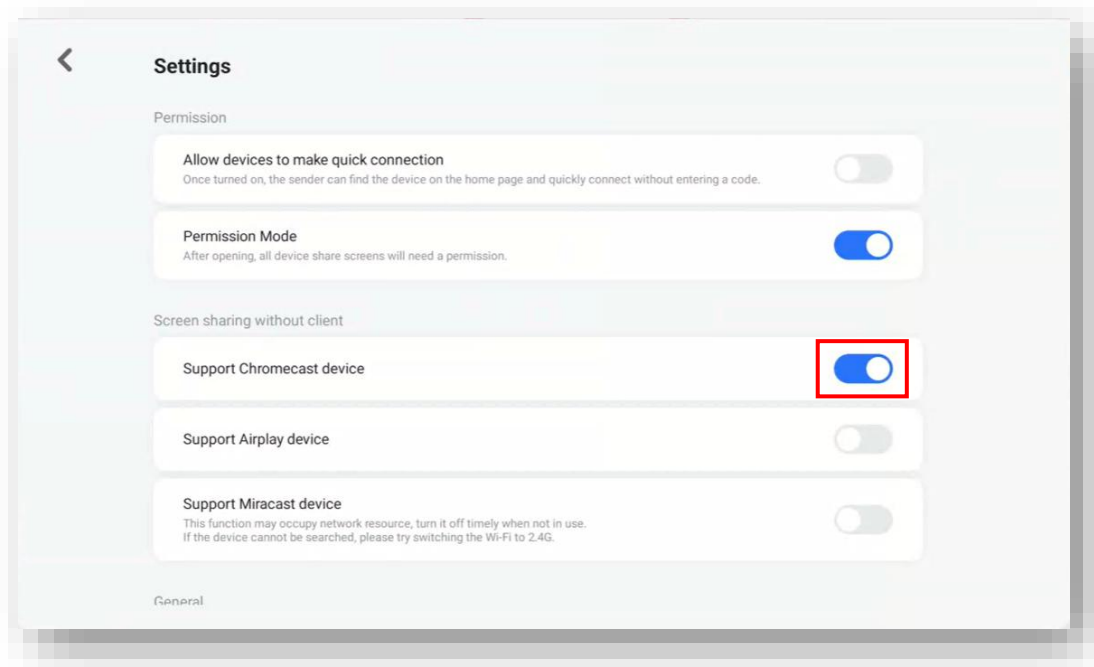 Settings
Permission
Allow devices to make quick connection
Once turned on, the sender can find the device on the home page and quickly connect without entering a code.
Permission Mode
After opening, all device share screens will need a permission.
Screen sharing without client
Support Chromecast device
Support Airplay device
Support Miracast device
This function may occupy network resource, turn it off timely when not in use.
If the device cannot be searched, please try switching the Wi-Fi to 2.4G.
General